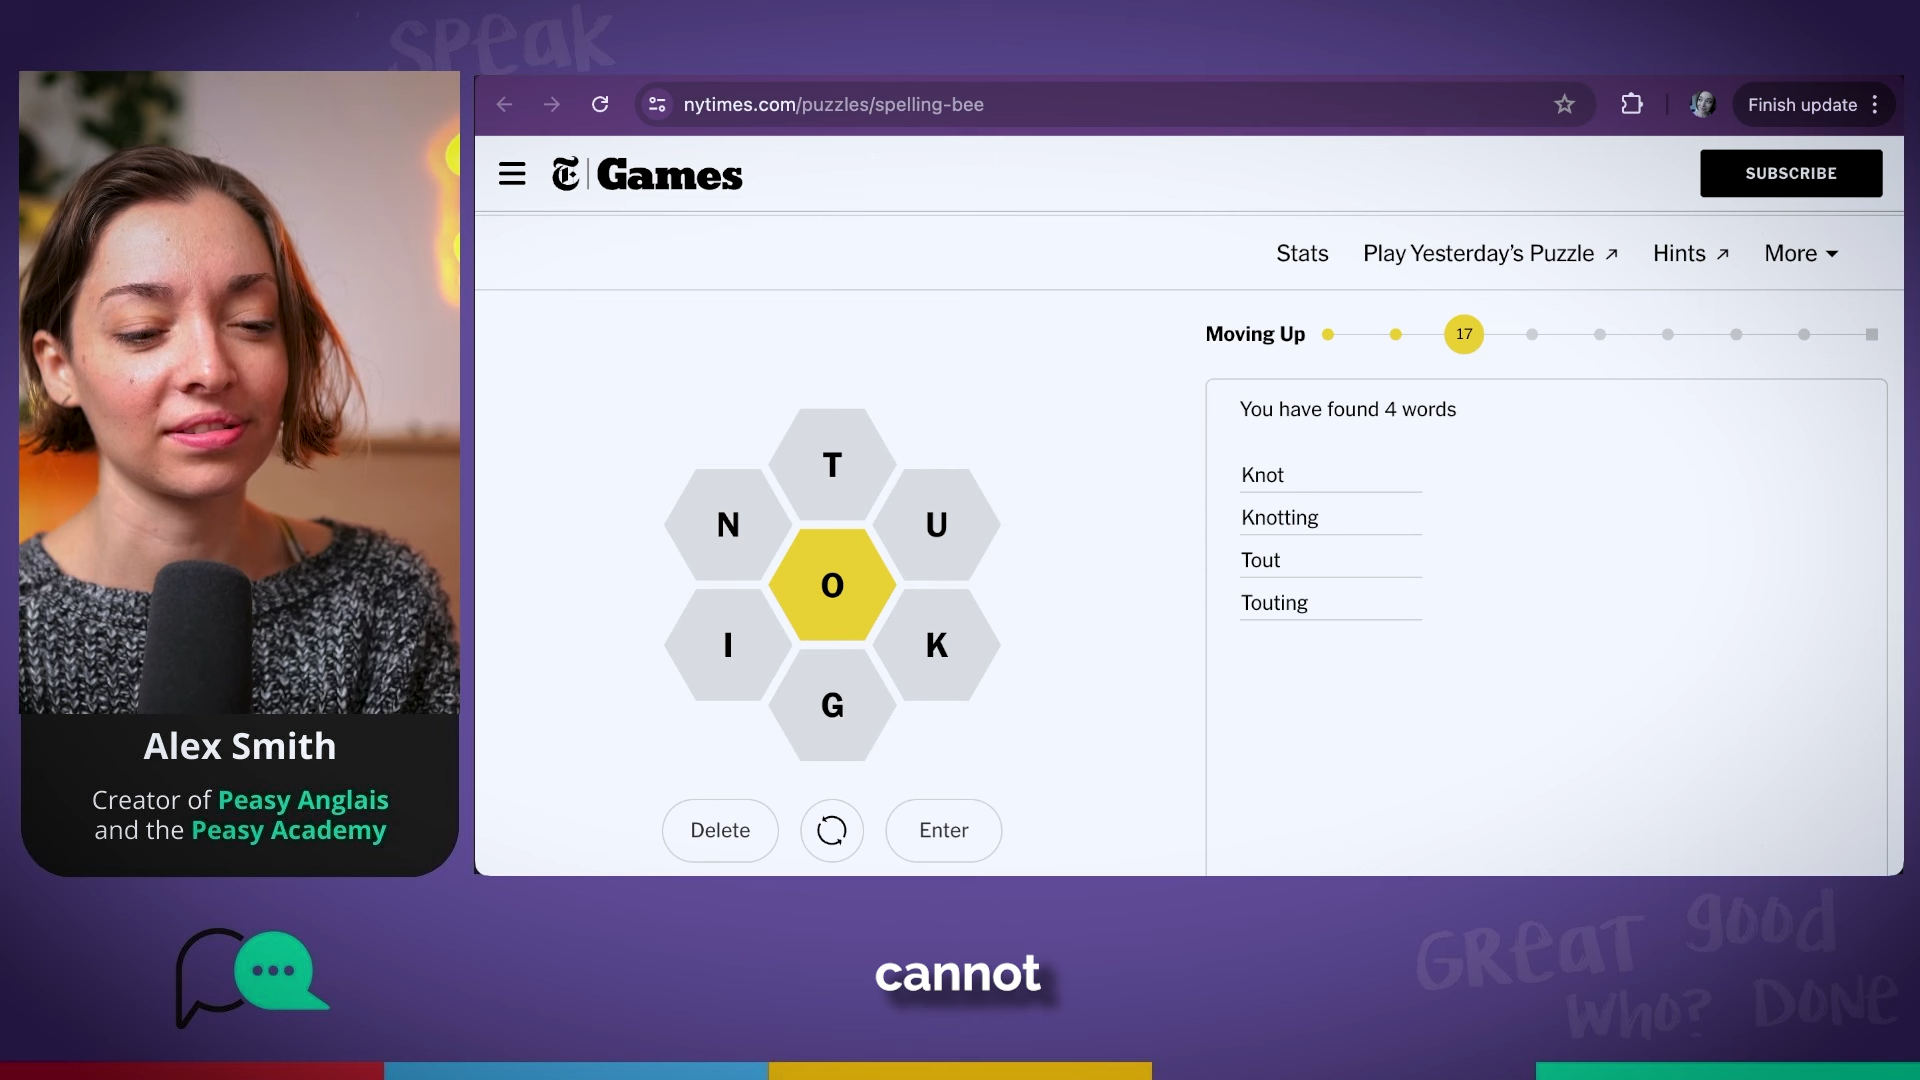 SPeak
nytimes.com/puzzles/spelling-bee
Finish update
T
Games
SUBSCRIBE
Stats
Play Yesterday's Puzzle
Hints
More
Moving Up
17
You have found 4 words
Knot
Knotting
Tout
Touting
T
N
U
O
I
K
G
Delete
Enter
Alex Smith
Creator of Peasy Anglais
and the Peasy Academy
cannot
GReaT good
who? DONe